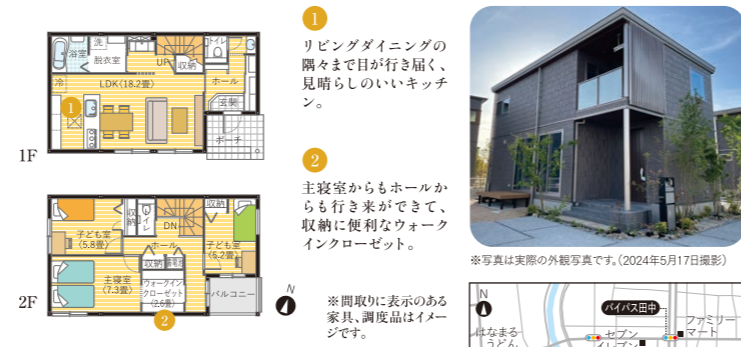 浴室
洗
脱衣室
UP
収納
トイレ
冷
LDK(18.2畳)
ホール
玄関
ポーチ
1
1F
子ども室
(5.8畳)
収納
トイレ
DN
収納
ホール
子ども室
(5.2畳)
主寝室
(7.3畳)
収納
ウォークイン
クローゼット
(2.6畳)
バルコニー
2
2F
N
1
リビングダイニングの
隅々まで目が行き届く、
見晴らしのいいキッチ
ン。
2
主寝室からもホールか
らも行き来ができて、
収納に便利なウォーク
インクローゼット。
※間取りに表示のある
家具、調度品はイメー
ジです。
※写真は実際の外観写真です。(2024年5月17日撮影)
N
バイパス田中
はなまる
うどん
セブン
イレブン
ファミリー
マート